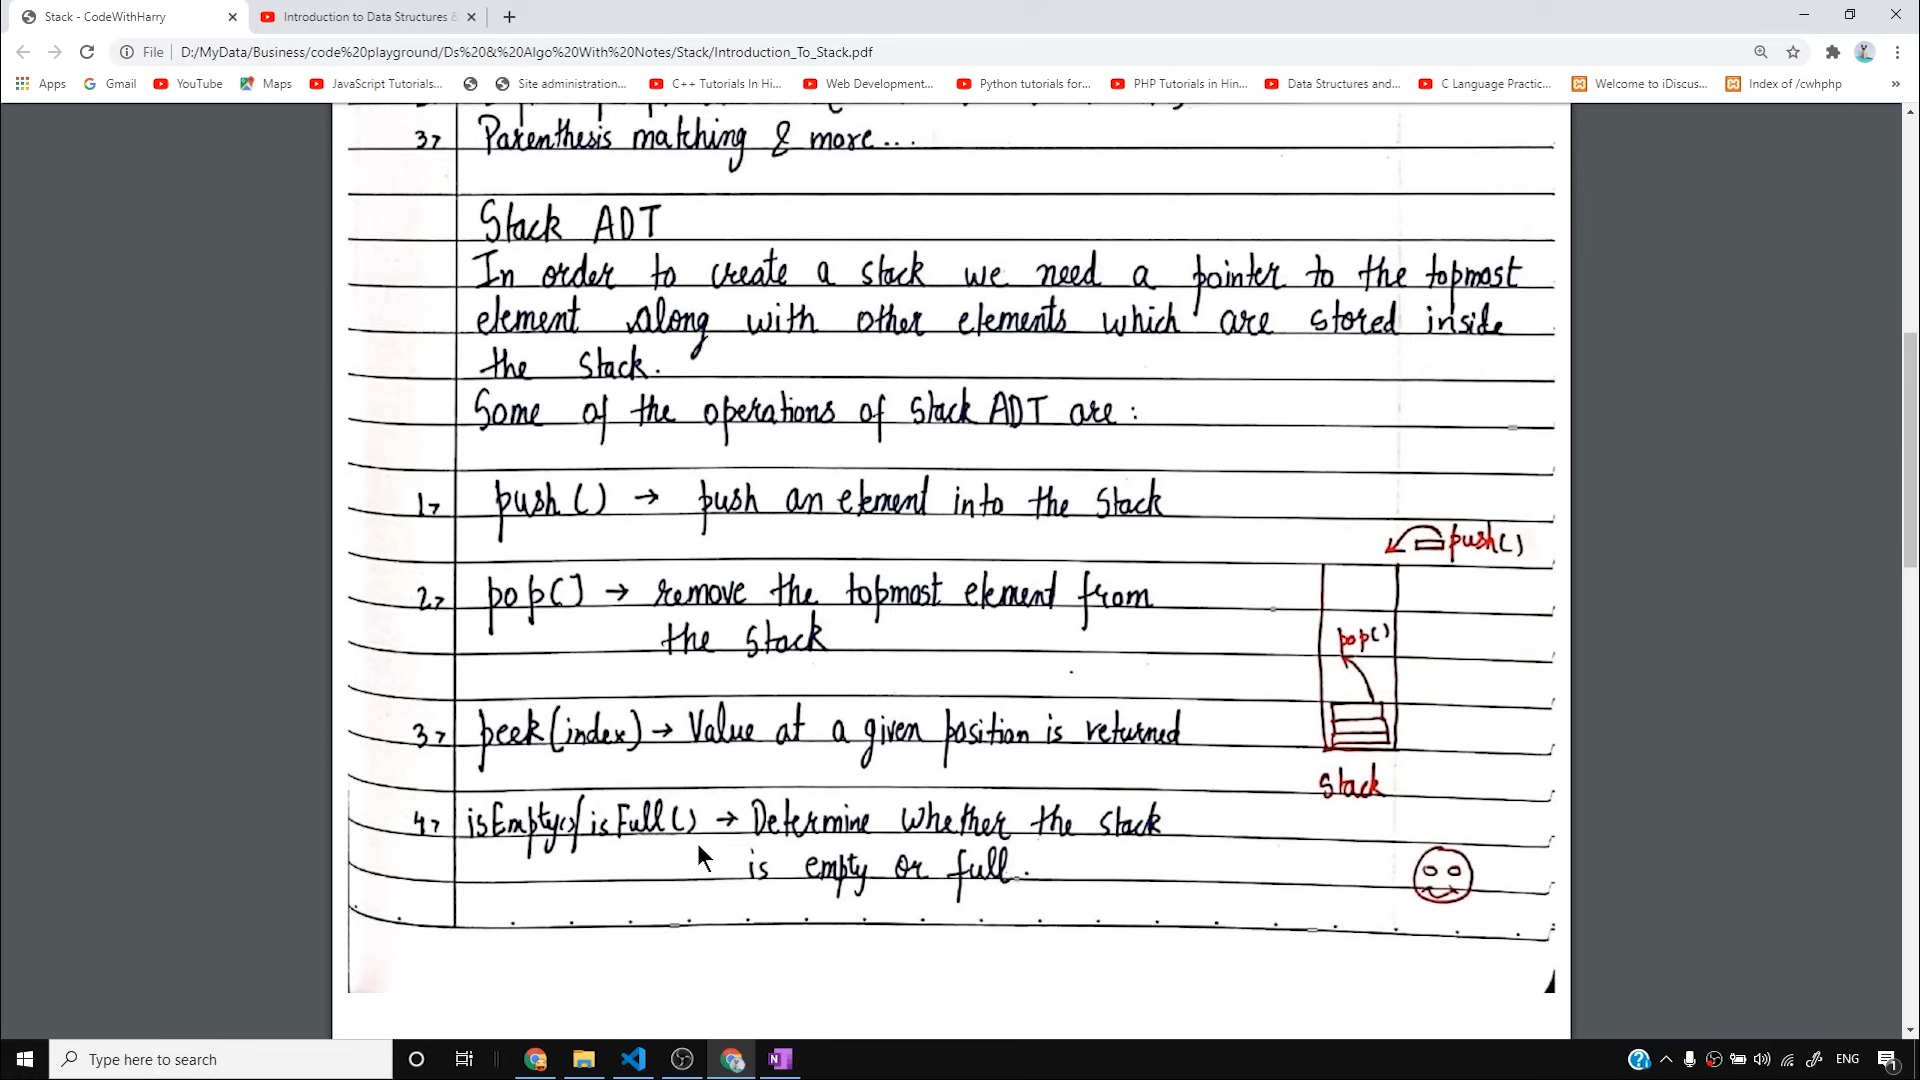 Stack - CodeWithHarry
Introduction to Data Structures &
File D:/MyData/Business/code%20playground/Ds%20&%20Algo%20With%20Notes/Stack/Introduction_To_Stack.pdf
Apps Gmail YouTube Maps JavaScript Tutorials... Site administration... C++ Tutorials In Hi... Web Development... Python tutorials for... PHP Tutorials in Hin... Data Structures and... C Language Practic... Welcome to iDiscus... Index of /cwhphp »
3> Parenthesis matching & more...
Stack ADT
In order to create a stack we need a pointer to the topmost
element along with other elements which are stored inside
the stack.
Some of the operations of stack ADT are :
1> push () → push an element into the stack
push()
2> pop() → remove the topmost element from
the stack
pop()
3> peek (index) → Value at a given position is returned
stack
4> isEmpty()/isFull () → Determine whether the stack
is empty or full.
Type here to search
ENG
1